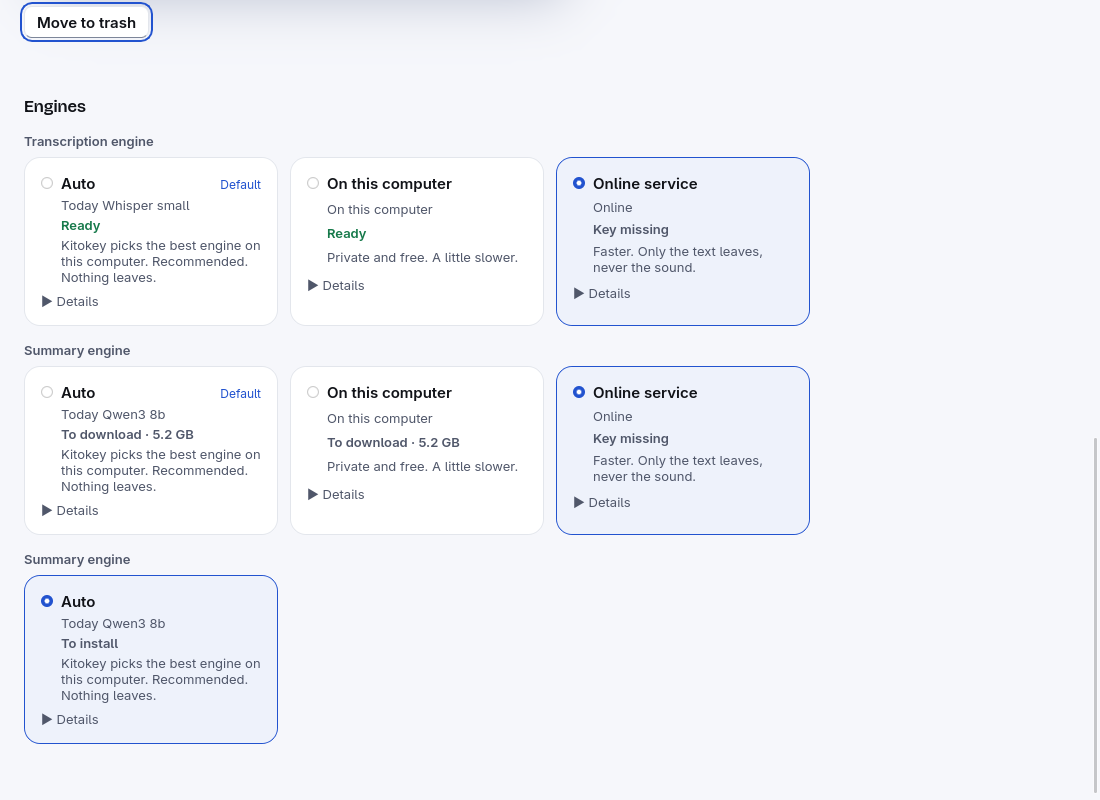 Move to trash
Engines
Transcription engine
Auto
Default
Today Whisper small
Ready
Kitokey picks the best engine on
this computer. Recommended.
Nothing leaves.
▶ Details
On this computer
On this computer
Ready
Private and free. A little slower.
▶ Details
Online service
Online
Key missing
Faster. Only the text leaves,
never the sound.
▶ Details
Summary engine
Auto
Default
Today Qwen3 8b
To download · 5.2 GB
Kitokey picks the best engine on
this computer. Recommended.
Nothing leaves.
▶ Details
On this computer
On this computer
To download · 5.2 GB
Private and free. A little slower.
▶ Details
Online service
Online
Key missing
Faster. Only the text leaves,
never the sound.
▶ Details
Summary engine
Auto
Today Qwen3 8b
To install
Kitokey picks the best engine on
this computer. Recommended.
Nothing leaves.
▶ Details